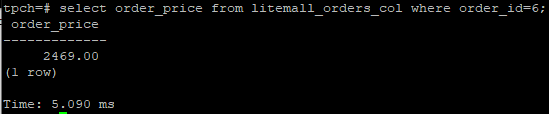 tpch=# select order_price from litemall_orders_col where order_id=6;
 order_price
-------------
     2469.00
(1 row)

Time: 5.090 ms